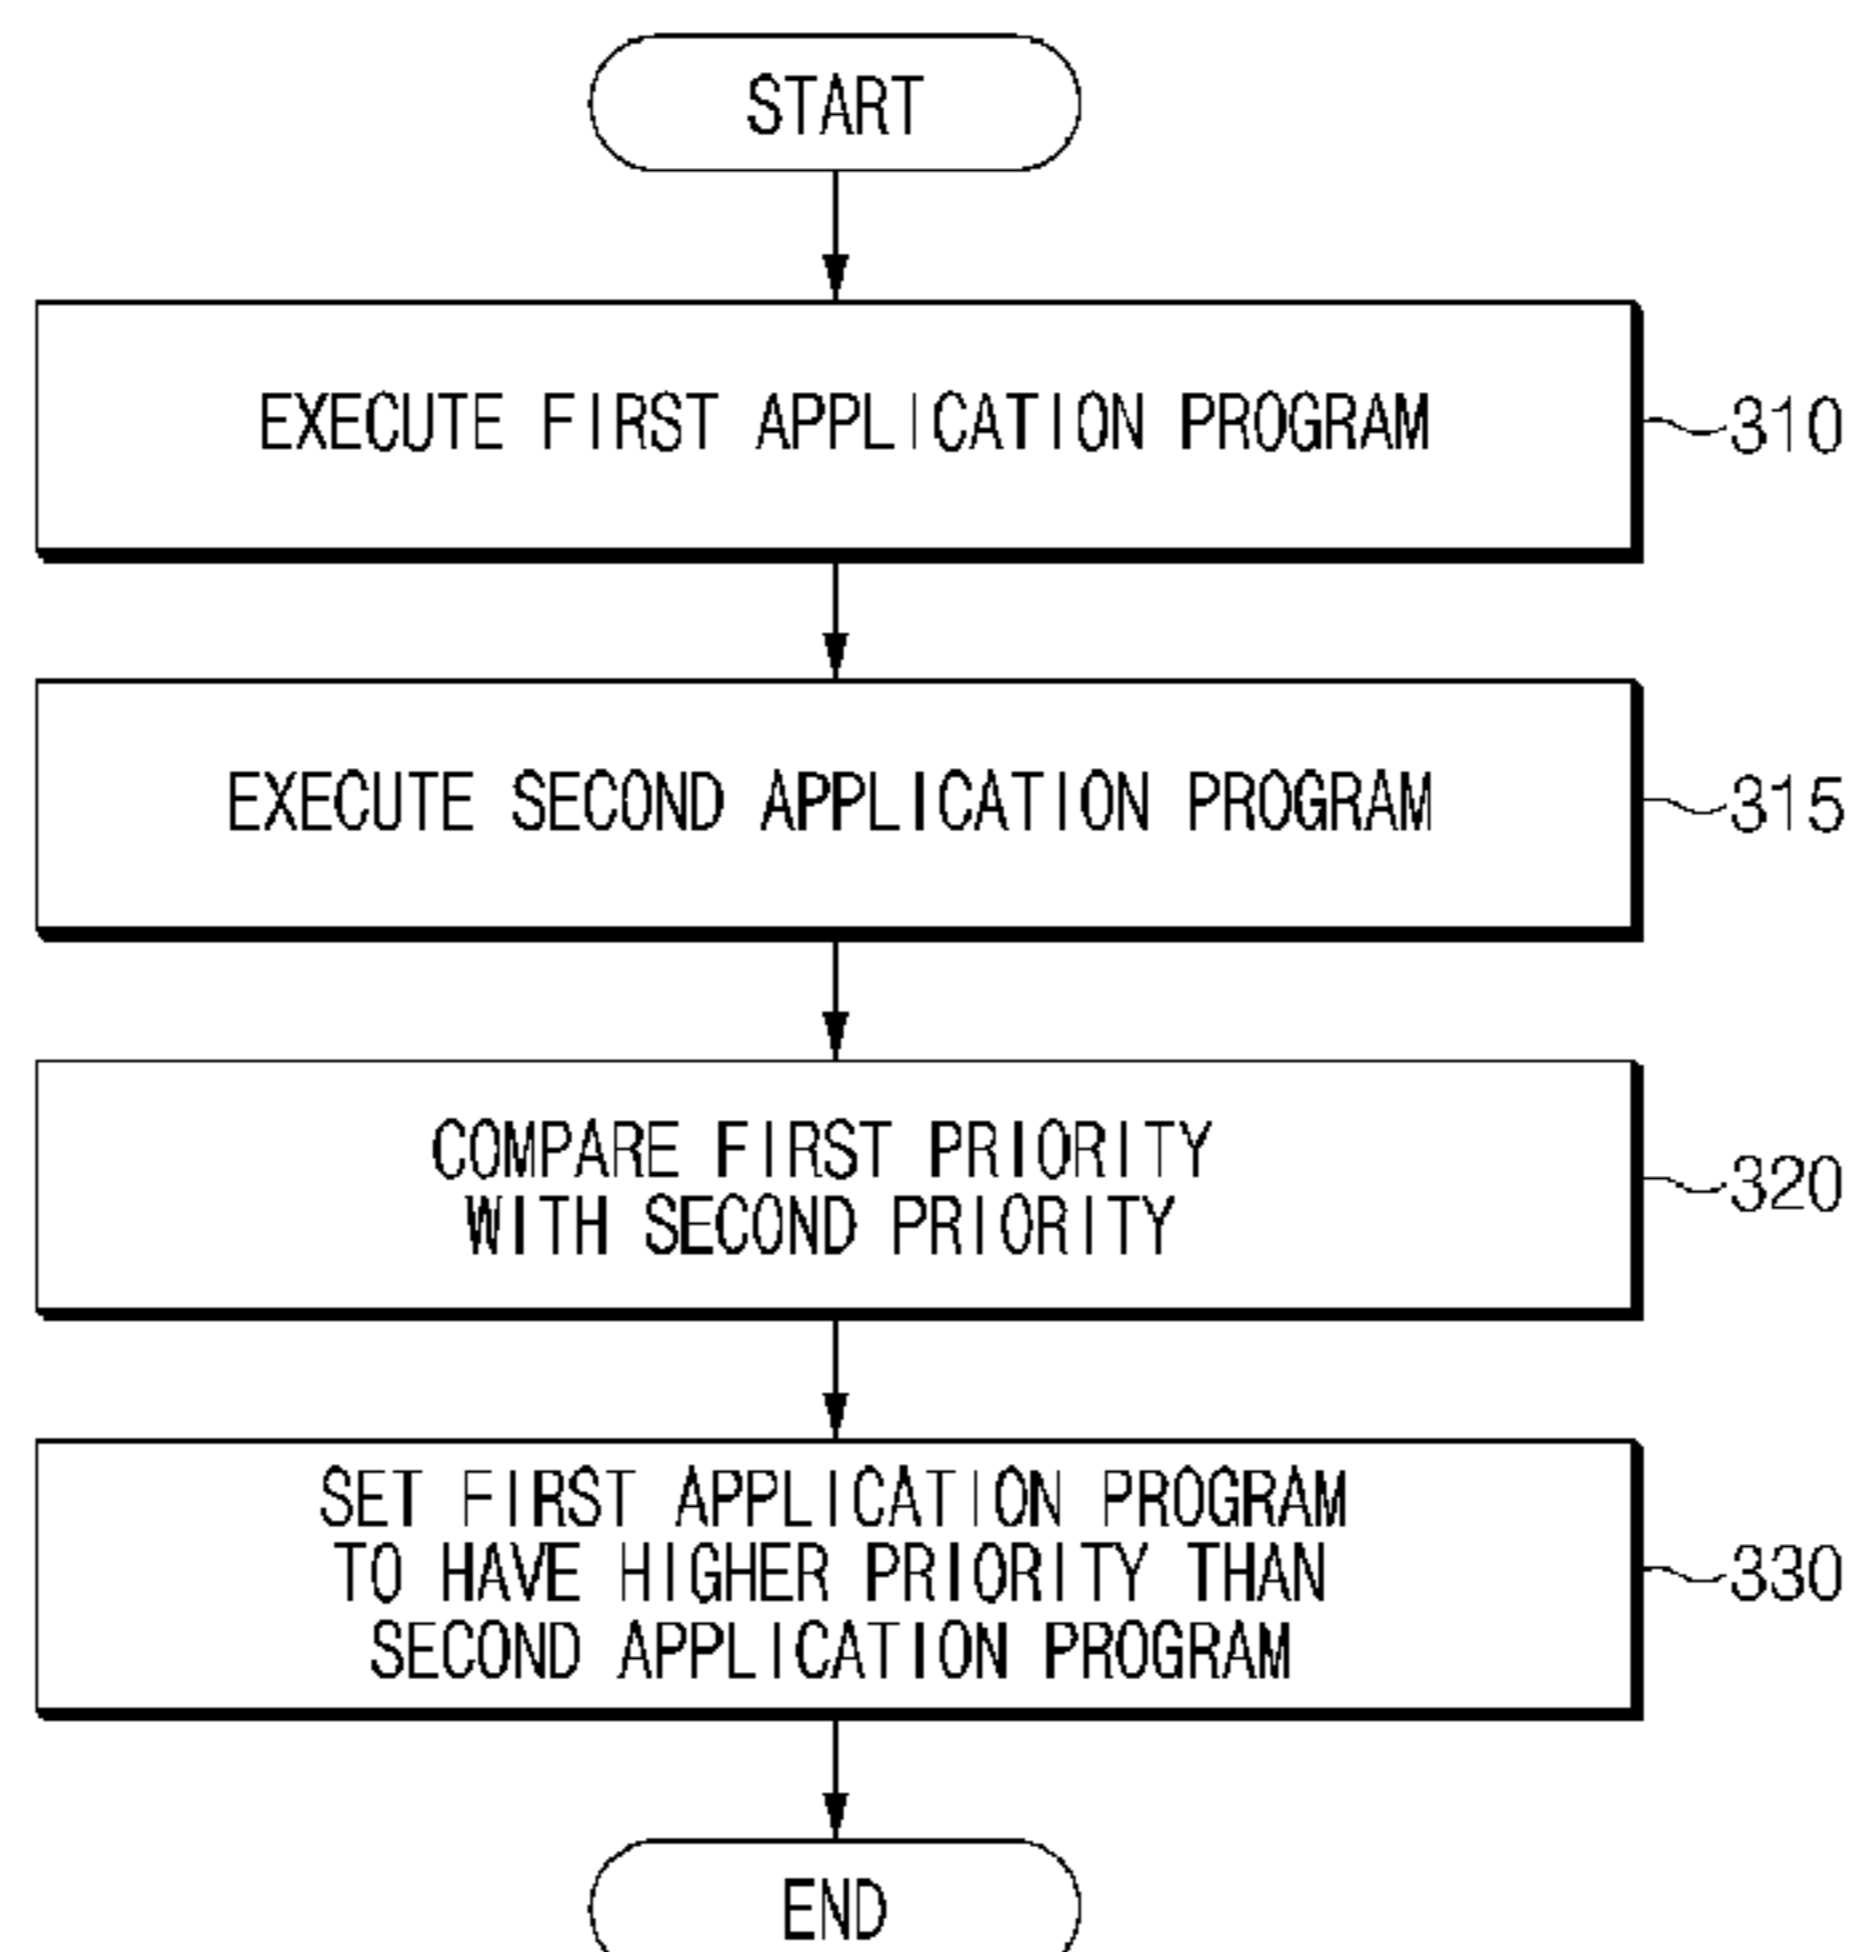 START
EXECUTE FIRST APPLICATION PROGRAM
310
EXECUTE SECOND APPLICATION PROGRAM
315
COMPARE FIRST PRIORITY
WITH SECOND PRIORITY
320
SET FIRST APPLICATION PROGRAM
TO HAVE HIGHER PRIORITY THAN
SECOND APPLICATION PROGRAM
330
END